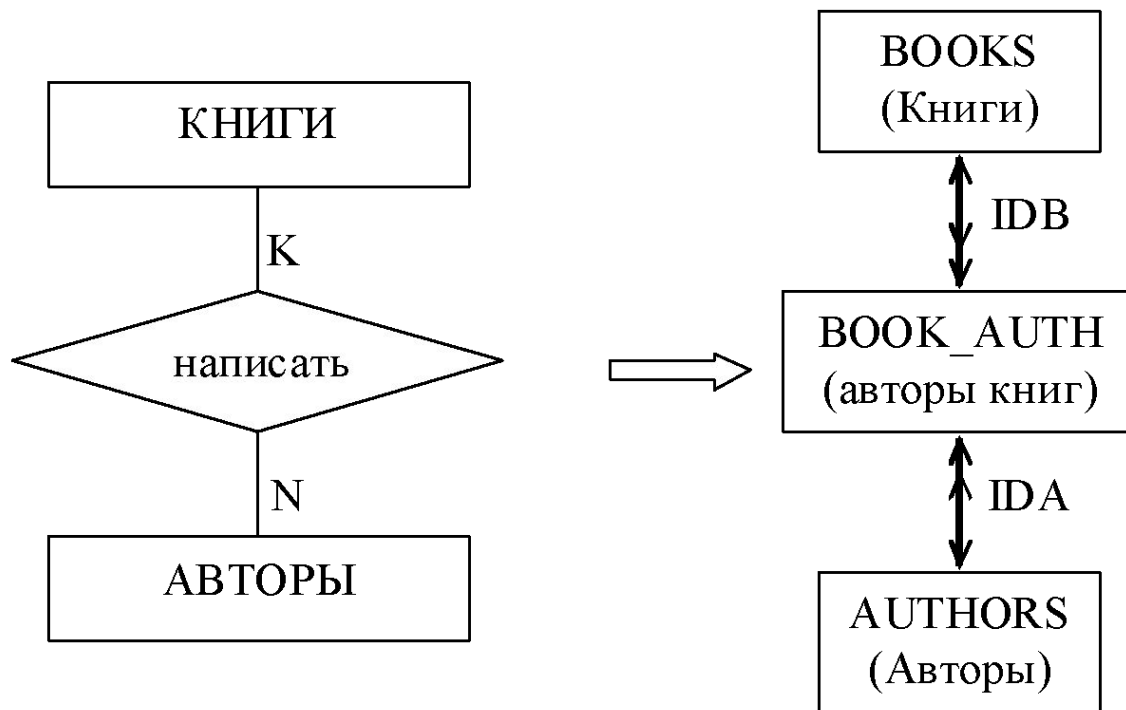 КНИГИ
K
написать
N
АВТОРЫ
BOOKS
(Книги)
IDB
BOOK_AUTH
(авторы книг)
IDA
AUTHORS
(Авторы)